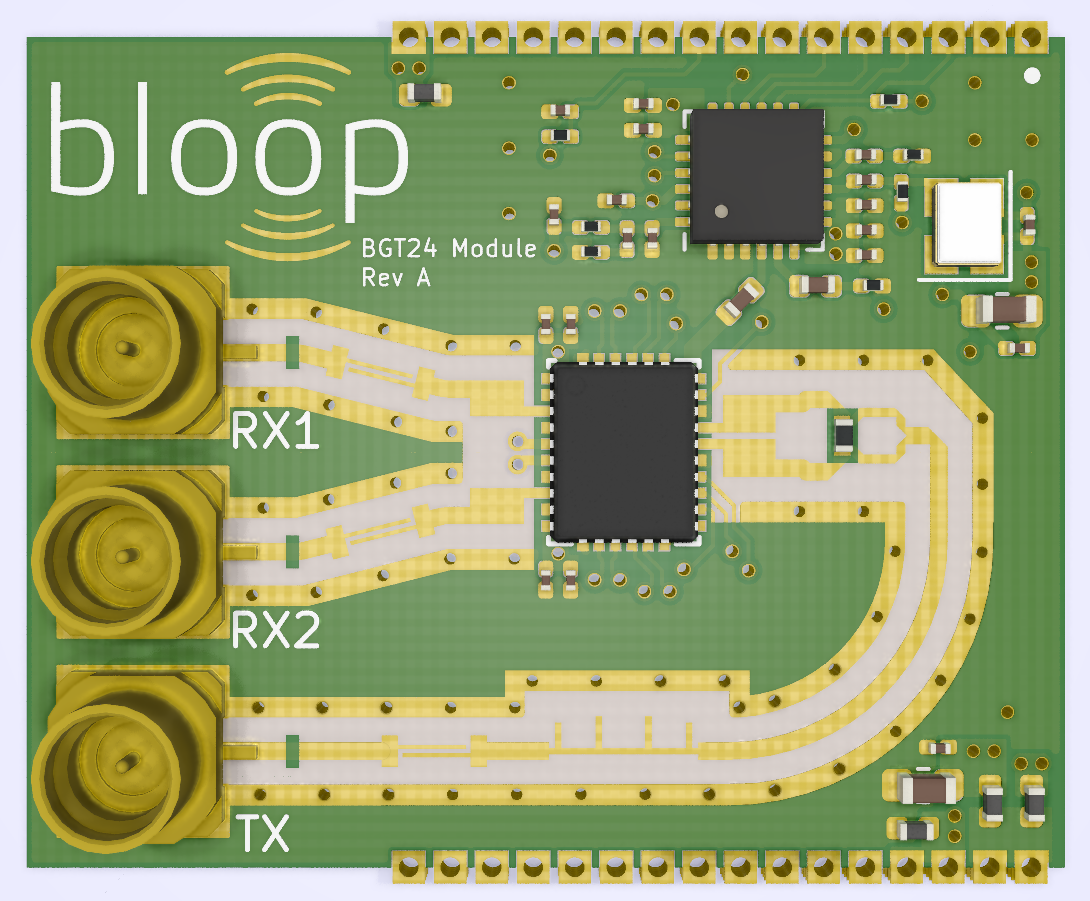 bloop
BGT24 Module
Rev A
RX1
RX2
TX